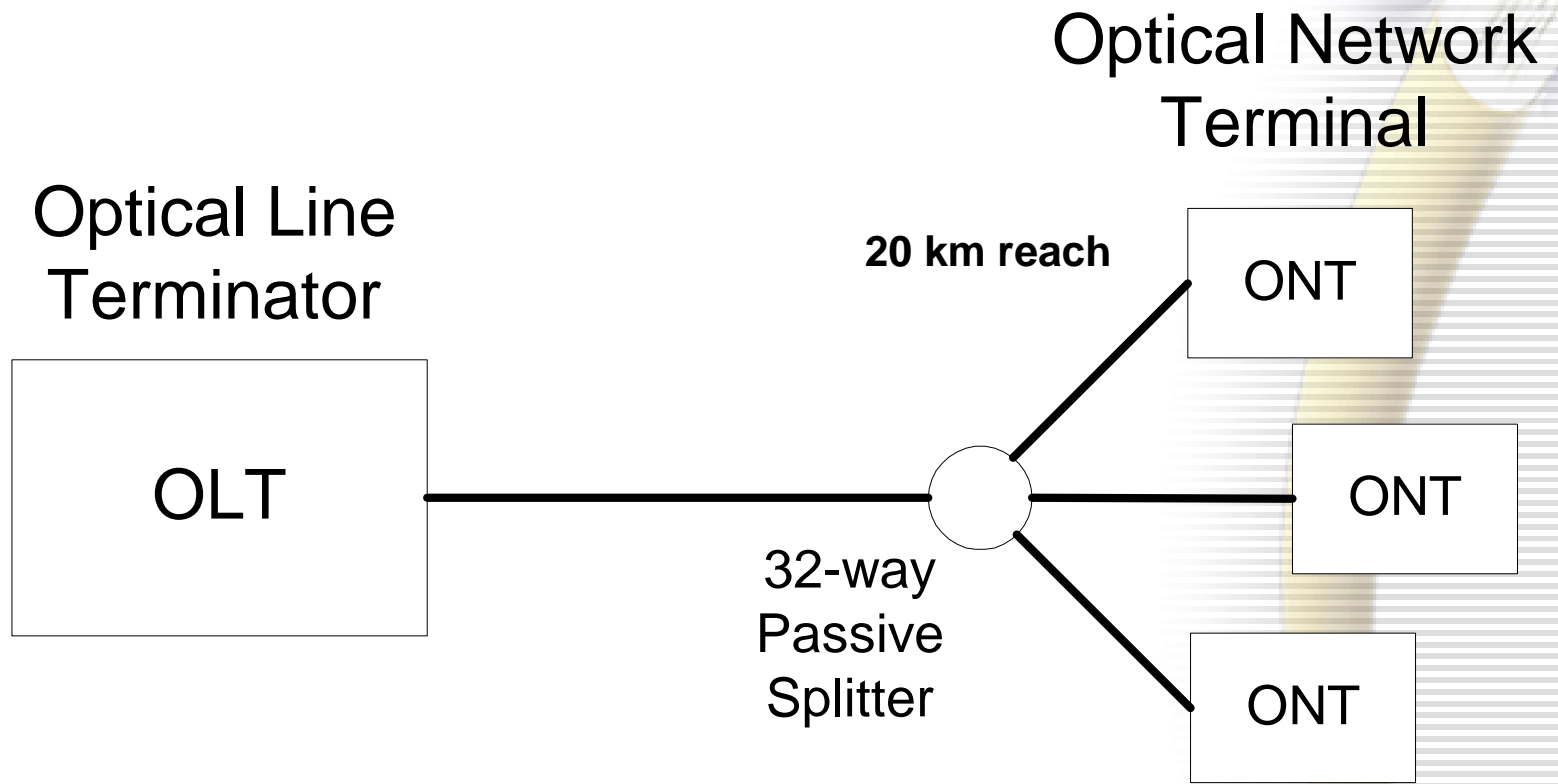 Optical Network
Terminal
Optical Line
Terminator
20 km reach
ONT
OLT
ONT
32-way
Passive
Splitter
ONT